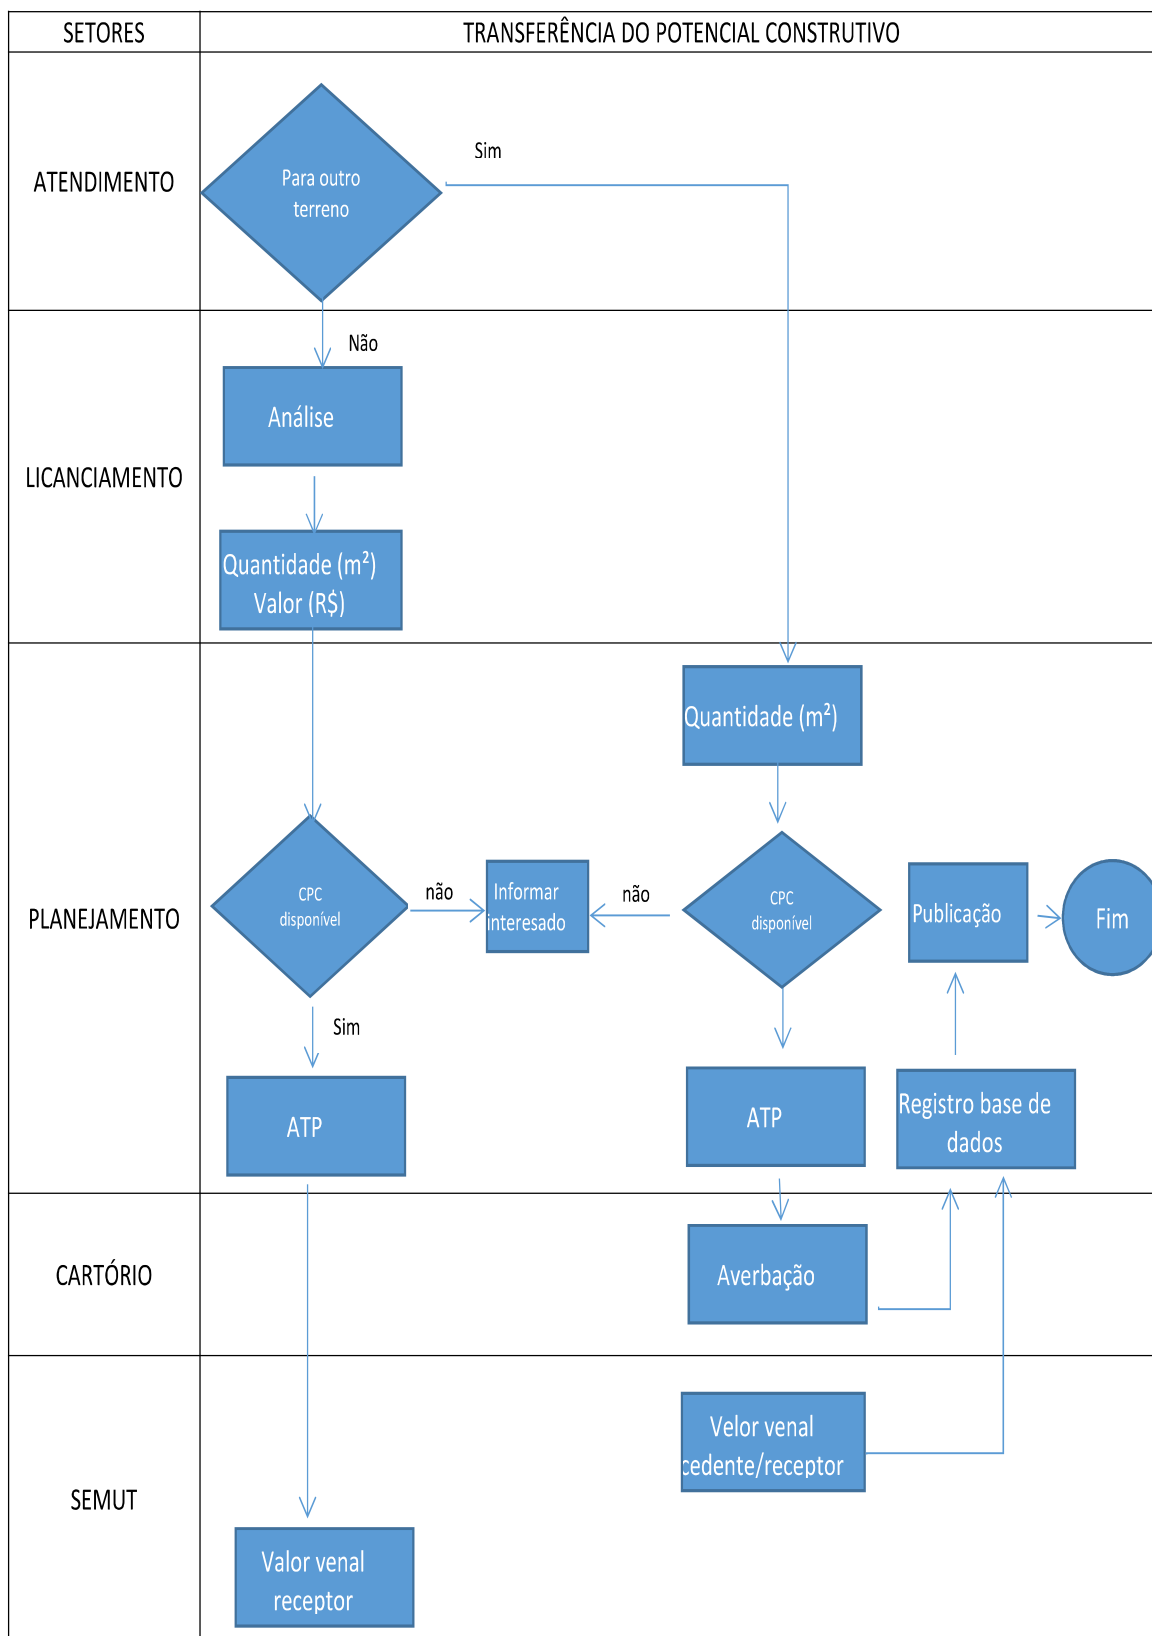 SETORES
TRANSFERÊNCIA DO POTENCIAL CONSTRUTIVO
ATENDIMENTO
Para outro
terreno
Sim
LICANCIAMENTO
Não
Análise
Quantidade (m²)
Valor (R$)
PLANEJAMENTO
Quantidade (m²)
CPC
disponível
não
Informar
interesado
não
CPC
disponível
Publicação
Fim
Sim
ATP
ATP
Registro base de
dados
CARTÓRIO
Averbação
SEMUT
Velor venal
cedente/receptor
Valor venal
receptor